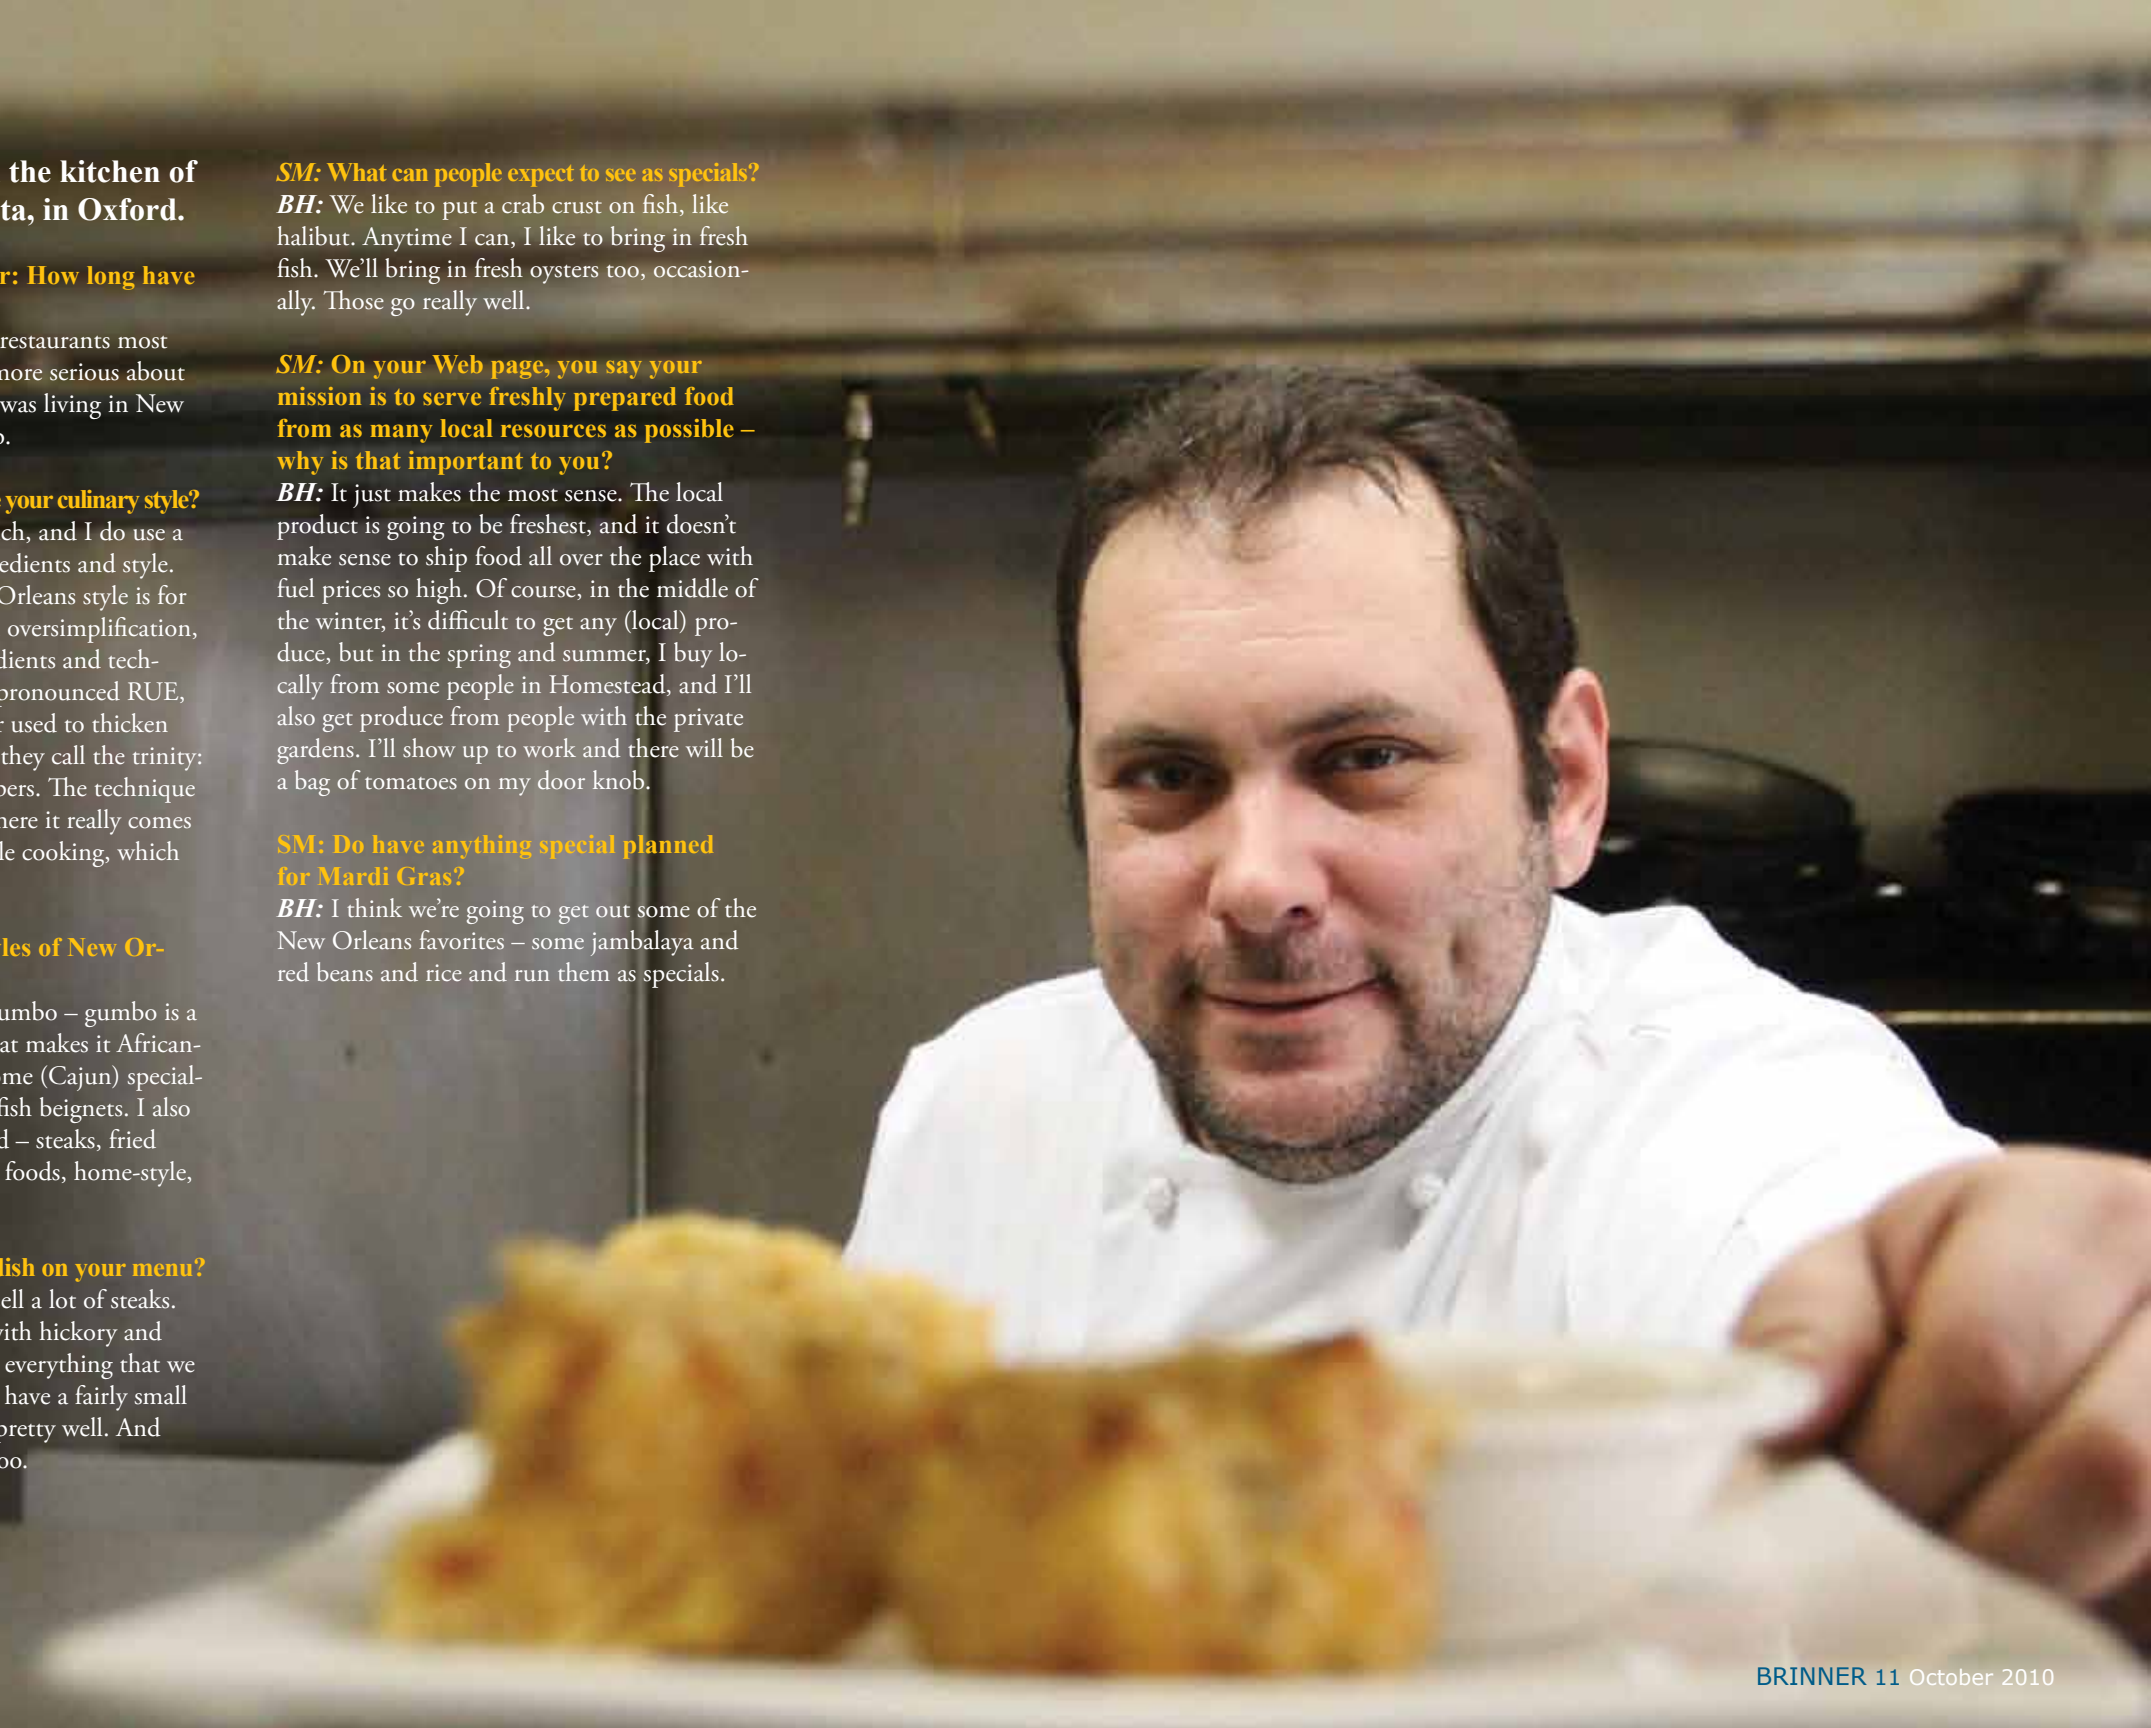 the kitchen of
ta, in Oxford.
r: How long have
restaurants most
more serious about
was living in New
your culinary style?
ch, and I do use a
edients and style.
Orleans style is for
oversimplification,
dients and tech-
pronounced RUE,
r used to thicken
they call the trinity:
pers. The technique
here it really comes
le cooking, which
les of New Or-
umbo – gumbo is a
at makes it African-
ome (Cajun) special-
fish beignets. I also
d – steaks, fried
foods, home-style,
dish on your menu?
ell a lot of steaks.
with hickory and
everything that we
have a fairly small
pretty well. And
oo.
SM: What can people expect to see as specials?
BH: We like to put a crab crust on fish, like
halibut. Anytime I can, I like to bring in fresh
fish. We'll bring in fresh oysters too, occasion-
ally. Those go really well.
SM: On your Web page, you say your
mission is to serve freshly prepared food
from as many local resources as possible –
why is that important to you?
BH: It just makes the most sense. The local
product is going to be freshest, and it doesn't
make sense to ship food all over the place with
fuel prices so high. Of course, in the middle of
the winter, it's difficult to get any (local) pro-
duce, but in the spring and summer, I buy lo-
cally from some people in Homestead, and I'll
also get produce from people with the private
gardens. I'll show up to work and there will be
a bag of tomatoes on my door knob.
SM: Do have anything special planned
for Mardi Gras?
BH: I think we're going to get out some of the
New Orleans favorites – some jambalaya and
red beans and rice and run them as specials.
BRINNER 11 October 2010